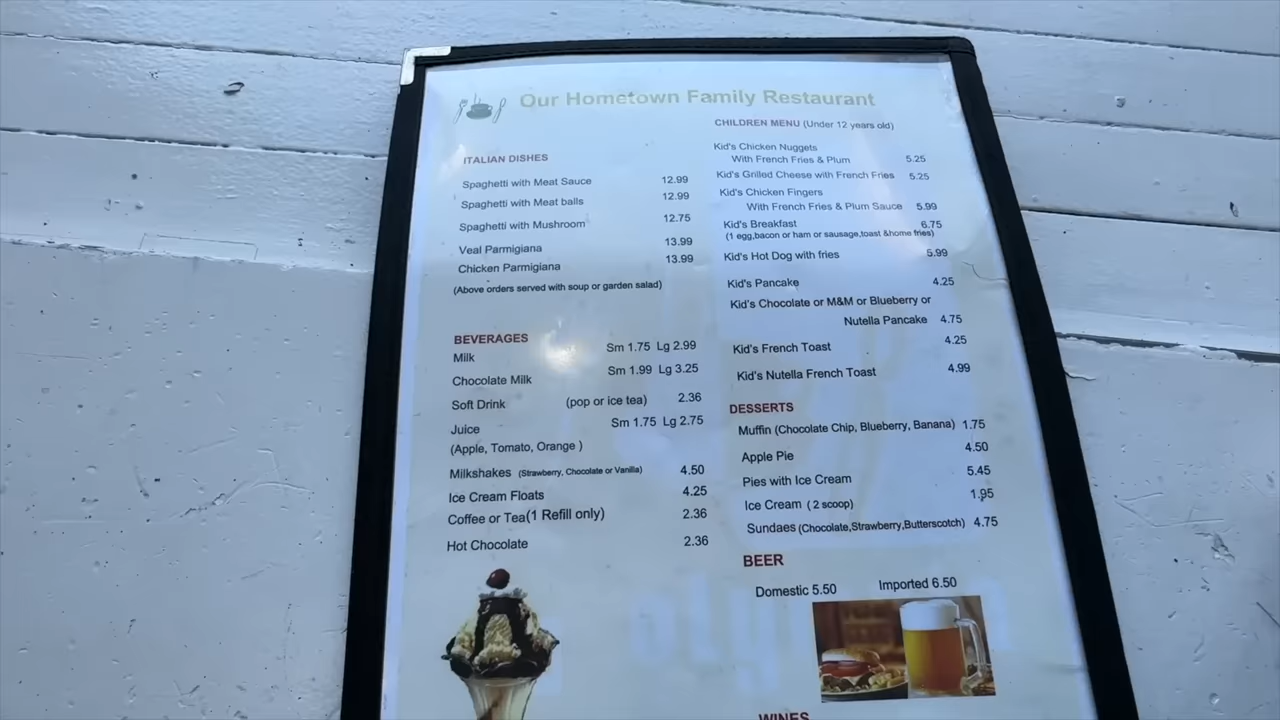 Our Hometown Family Restaurant
ITALIAN DISHES
Spaghetti with Meat Sauce 12.99
Spaghetti with Meat balls 12.99
Spaghetti with Mushroom 12.75
Veal Parmigiana 13.99
Chicken Parmigiana 13.99
(Above orders served with soup or garden salad)
BEVERAGES
Milk Sm 1.75 Lg 2.99
Chocolate Milk Sm 1.99 Lg 3.25
Soft Drink (pop or ice tea) 2.36
Juice Sm 1.75 Lg 2.75
(Apple, Tomato, Orange )
Milkshakes (Strawberry, Chocolate or Vanilla) 4.50
Ice Cream Floats 4.25
Coffee or Tea(1 Refill only) 2.36
Hot Chocolate 2.36
CHILDREN MENU (Under 12 years old)
Kid's Chicken Nuggets
With French Fries & Plum 5.25
Kid's Grilled Cheese with French Fries 5.25
Kid's Chicken Fingers
With French Fries & Plum Sauce 5.99
Kid's Breakfast 6.75
(1 egg,bacon or ham or sausage,toast &home fries)
Kid's Hot Dog with fries 5.99
Kid's Pancake 4.25
Kid's Chocolate or M&M or Blueberry or
Nutella Pancake 4.75
Kid's French Toast 4.25
Kid's Nutella French Toast 4.99
DESSERTS
Muffin (Chocolate Chip, Blueberry, Banana) 1.75
Apple Pie 4.50
Pies with Ice Cream 5.45
Ice Cream ( 2 scoop) 1.95
Sundaes (Chocolate,Strawberry,Butterscotch) 4.75
BEER
Domestic 5.50 Imported 6.50
WINES